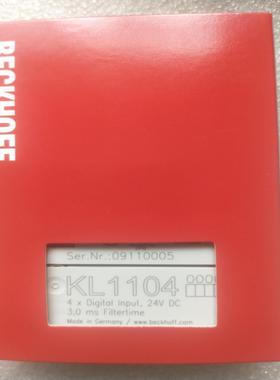 BECKHOFF
Ser.Nr.:09110005
KL1104
4 x Digital Input, 24V DC
3,0 ms Filtertime
Made in Germany / www.beckhoff.com